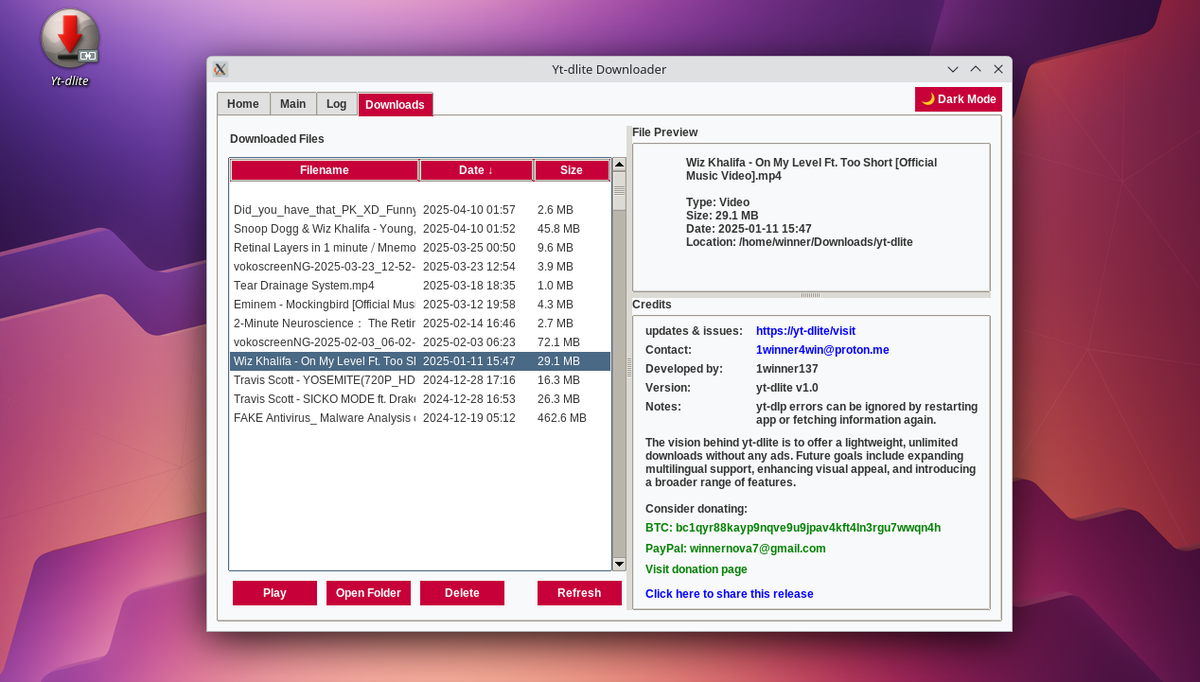 Yt-dlite
Yt-dlite Downloader
Home Main Log Downloads
🌙 Dark Mode
Downloaded Files
Filename Date ↓ Size
Did_you_have_that_PK_XD_Funny 2025-04-10 01:57 2.6 MB
Snoop Dogg & Wiz Khalifa - Young, 2025-04-10 01:52 45.8 MB
Retinal Layers in 1 minute / Mnemo 2025-03-25 00:50 9.6 MB
vokoscreenNG-2025-03-23_12-52- 2025-03-23 12:54 3.9 MB
Tear Drainage System.mp4 2025-03-18 18:35 1.0 MB
Eminem - Mockingbird [Official Musi 2025-03-12 19:58 4.3 MB
2-Minute Neuroscience： The Retir 2025-02-14 16:46 2.7 MB
vokoscreenNG-2025-02-03_06-02- 2025-02-03 06:23 72.1 MB
Wiz Khalifa - On My Level Ft. Too Sl 2025-01-11 15:47 29.1 MB
Travis Scott - YOSEMITE(720P_HD 2024-12-28 17:16 16.3 MB
Travis Scott - SICKO MODE ft. Drake 2024-12-28 16:53 26.3 MB
FAKE Antivirus_ Malware Analysis o 2024-12-19 05:12 462.6 MB
Play Open Folder Delete Refresh
File Preview
Wiz Khalifa - On My Level Ft. Too Short [Official
Music Video].mp4
Type: Video
Size: 29.1 MB
Date: 2025-01-11 15:47
Location: /home/winner/Downloads/yt-dlite
Credits
updates & issues: https://yt-dlite/visit
Contact: 1winner4win@proton.me
Developed by: 1winner137
Version: yt-dlite v1.0
Notes: yt-dlp errors can be ignored by restarting
app or fetching information again.
The vision behind yt-dlite is to offer a lightweight, unlimited
downloads without any ads. Future goals include expanding
multilingual support, enhancing visual appeal, and introducing
a broader range of features.
Consider donating:
BTC: bc1qyr88kayp9nqve9u9jpav4kft4ln3rgu7wwqn4h
PayPal: winnernova7@gmail.com
Visit donation page
Click here to share this release